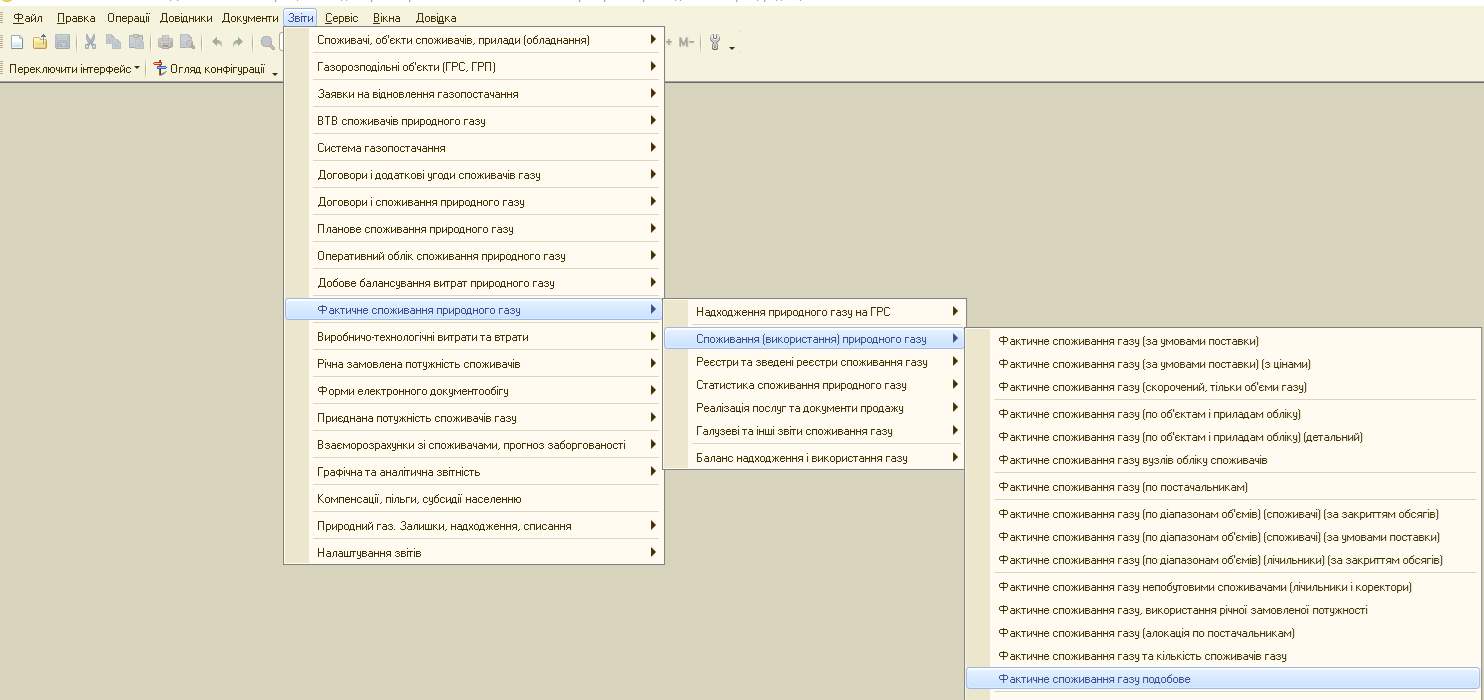 Файл Правка Операції Довідники Документи Звіти Сервіс Вікна Довідка
M-
Переключити інтерфейс Огляд конфігурації
Споживачі, об'єкти споживачів, прилади (обладнання)
Газорозподільні об'єкти (ГРС, ГРП)
Заявки на відновлення газопостачання
ВТВ споживачів природного газу
Система газопостачання
Договори і додаткові угоди споживачів газу
Договори і споживання природного газу
Планове споживання природного газу
Оперативний облік споживання природного газу
Добове балансування витрат природного газу
Фактичне споживання природного газу
Виробничо-технологічні витрати та втрати
Річна замовлена потужність споживачів
Форми електронного документообігу
Приєднана потужність споживачів газу
Взаєморозрахунки зі споживачами, прогноз заборгованості
Графічна та аналітична звітність
Компенсації, пільги, субсидії населенню
Природний газ. Залишки, надходження, списання
Налаштування звітів
Надходження природного газу на ГРС
Споживання (використання) природного газу
Реєстри та зведені реєстри споживання газу
Статистика споживання природного газу
Реалізація послуг та документи продажу
Галузеві та інші звіти споживання газу
Баланс надходження і використання газу
Фактичне споживання газу (за умовами поставки)
Фактичне споживання газу (за умовами поставки) (з цінами)
Фактичне споживання газу (скорочений, тільки об'єми газу)
Фактичне споживання газу (по об'єктам і приладам обліку)
Фактичне споживання газу (по об'єктам і приладам обліку) (детальний)
Фактичне споживання газу вузлів обліку споживачів
Фактичне споживання газу (по постачальникам)
Фактичне споживання газу (по діапазонам об'ємів) (споживачі) (за закриттям обсягів)
Фактичне споживання газу (по діапазонам об'ємів) (споживачі) (за умовами поставки)
Фактичне споживання газу (по діапазонам об'ємів) (лічильники) (за закриттям обсягів)
Фактичне споживання газу непобутовими споживачами (лічильники і коректори)
Фактичне споживання газу, використання річної замовленої потужності
Фактичне споживання газу (алокація по постачальникам)
Фактичне споживання газу та кількість споживачів газу
Фактичне споживання газу подобове